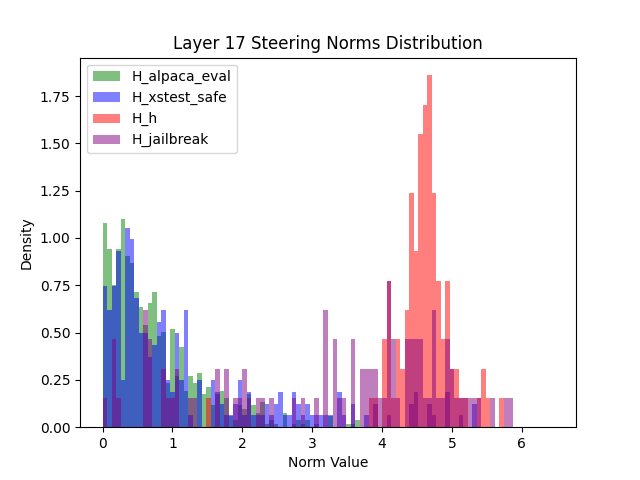 Layer 17 Steering Norms Distribution
H_alpaca_eval
H_xstest_safe
H_h
H_jailbreak
Density
1.75
1.50
1.25
1.00
0.75
0.50
0.25
0.00
0 1 2 3 4 5 6
Norm Value